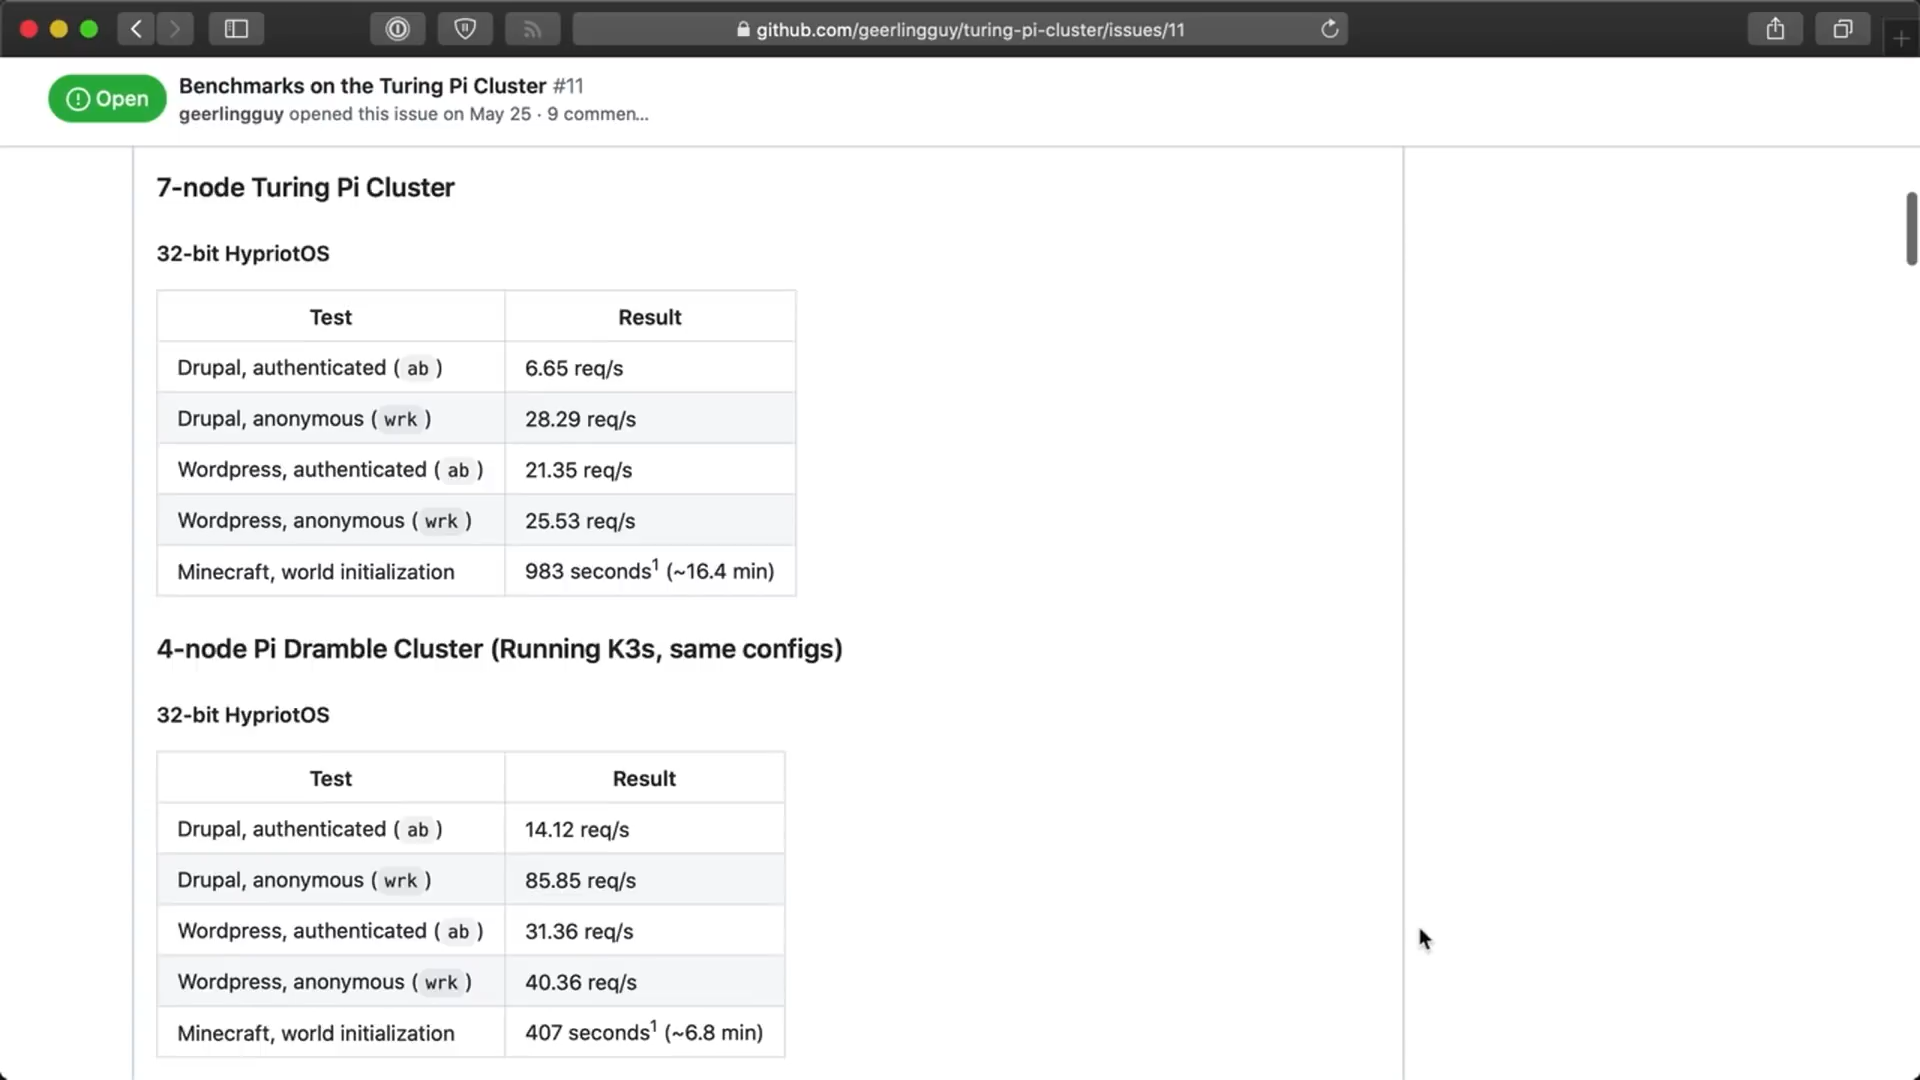 github.com/geerlingguy/turing-pi-cluster/issues/11
Open
Benchmarks on the Turing Pi Cluster #11
geerlingguy opened this issue on May 25 · 9 commen...
7-node Turing Pi Cluster
32-bit HypriotOS
Test Result
Drupal, authenticated ( ab ) 6.65 req/s
Drupal, anonymous ( wrk ) 28.29 req/s
Wordpress, authenticated ( ab ) 21.35 req/s
Wordpress, anonymous ( wrk ) 25.53 req/s
Minecraft, world initialization 983 seconds¹ (~16.4 min)
4-node Pi Dramble Cluster (Running K3s, same configs)
32-bit HypriotOS
Test Result
Drupal, authenticated ( ab ) 14.12 req/s
Drupal, anonymous ( wrk ) 85.85 req/s
Wordpress, authenticated ( ab ) 31.36 req/s
Wordpress, anonymous ( wrk ) 40.36 req/s
Minecraft, world initialization 407 seconds¹ (~6.8 min)